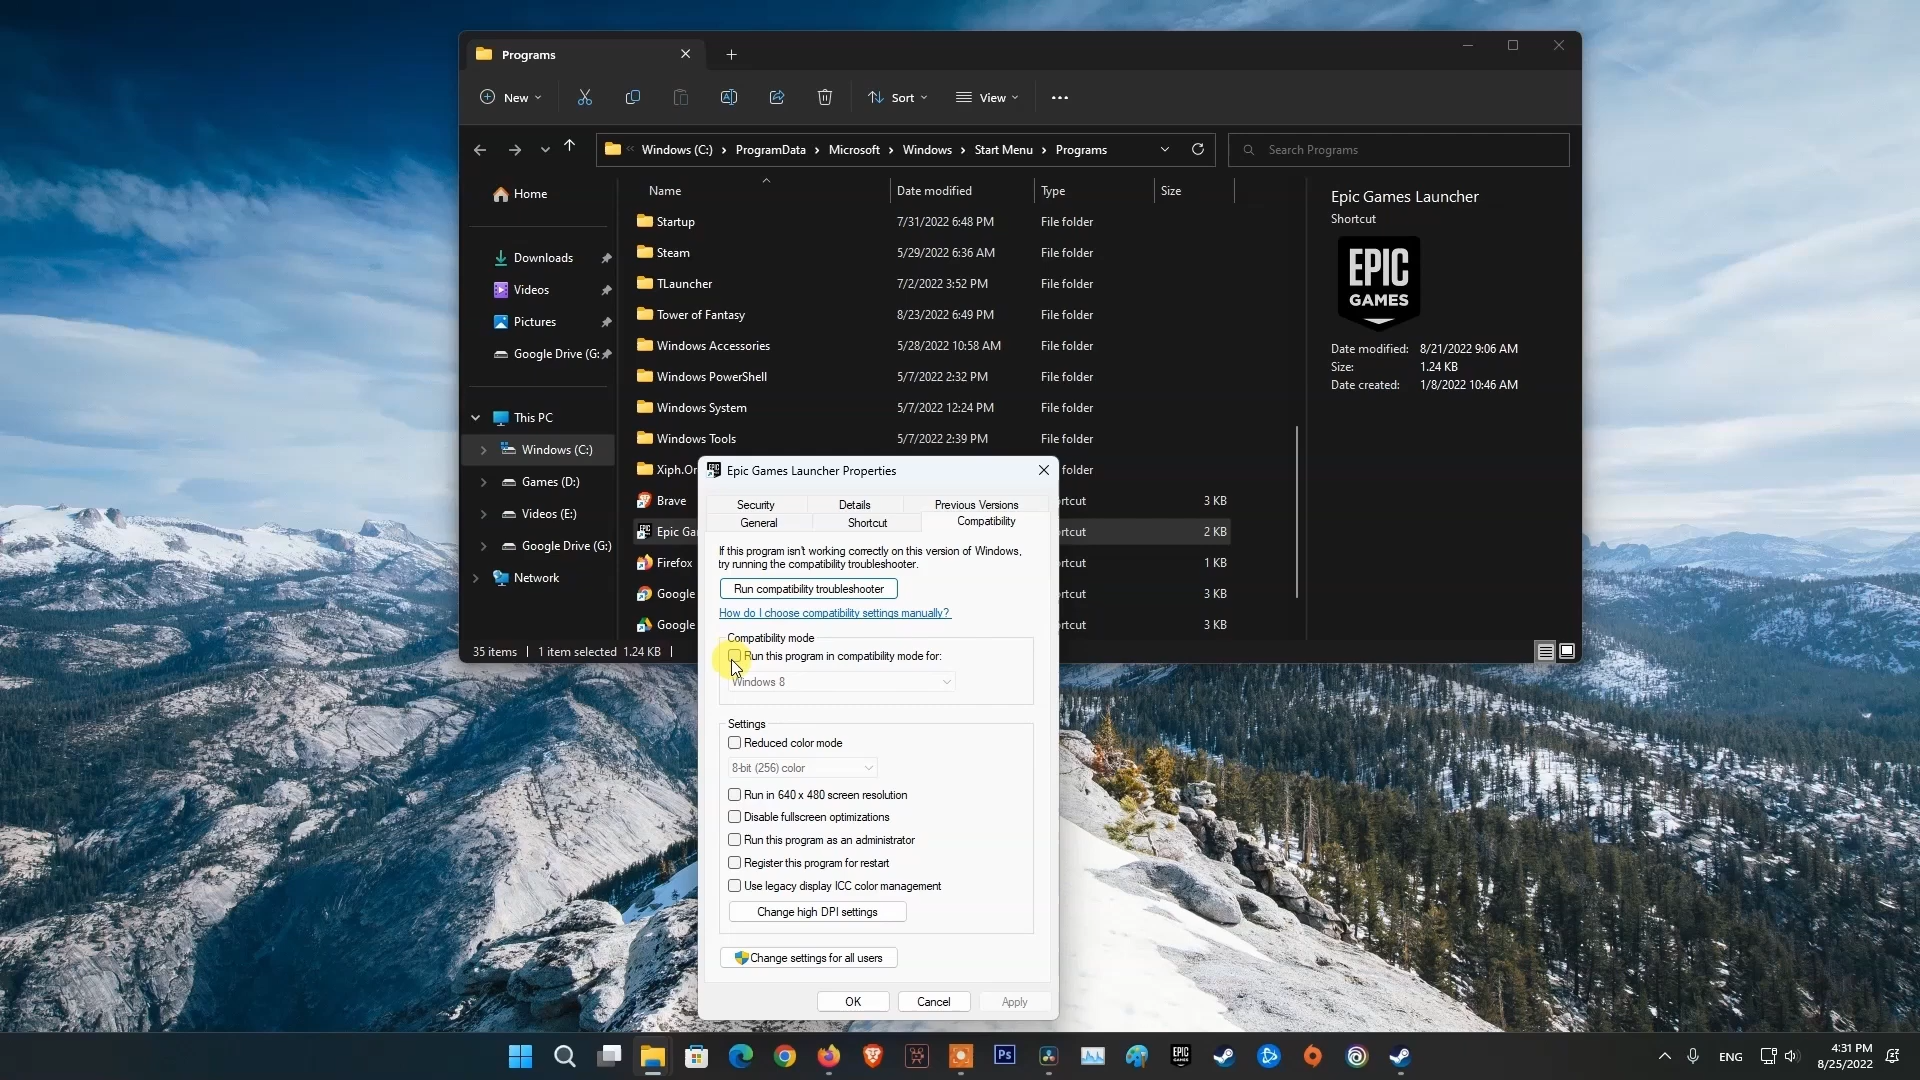 Programs
New
Sort
View
Windows (C:)
ProgramData
Microsoft
Windows
Start Menu
Programs
Search Programs
Home
Downloads
Videos
Pictures
Google Drive (G:
This PC
Windows (C:)
Games (D:)
Videos (E:)
Google Drive (G:)
Network
Name
Date modified
Type
Size
Startup 7/31/2022 6:48 PM File folder
Steam 5/29/2022 6:36 AM File folder
TLauncher 7/2/2022 3:52 PM File folder
Tower of Fantasy 8/23/2022 6:49 PM File folder
Windows Accessories 5/28/2022 10:58 AM File folder
Windows PowerShell 5/7/2022 2:32 PM File folder
Windows System 5/7/2022 12:24 PM File folder
Windows Tools 5/7/2022 2:39 PM File folder
Xiph.Or folder
Brave rtcut 3 KB
Epic Ga rtcut 2 KB
Firefox rtcut 1 KB
Google rtcut 3 KB
Google rtcut 3 KB
35 items 1 item selected 1.24 KB
Epic Games Launcher
Shortcut
EPIC
GAMES
Date modified: 8/21/2022 9:06 AM
Size: 1.24 KB
Date created: 1/8/2022 10:46 AM
Epic Games Launcher Properties
Security
Details
Previous Versions
General
Shortcut
Compatibility
If this program isn't working correctly on this version of Windows,
try running the compatibility troubleshooter.
Run compatibility troubleshooter
How do I choose compatibility settings manually?
Compatibility mode
Run this program in compatibility mode for:
Windows 8
Settings
Reduced color mode
8-bit (256) color
Run in 640 x 480 screen resolution
Disable fullscreen optimizations
Run this program as an administrator
Register this program for restart
Use legacy display ICC color management
Change high DPI settings
Change settings for all users
OK
Cancel
Apply
Ps
EPIC
ENG
4:31 PM
8/25/2022